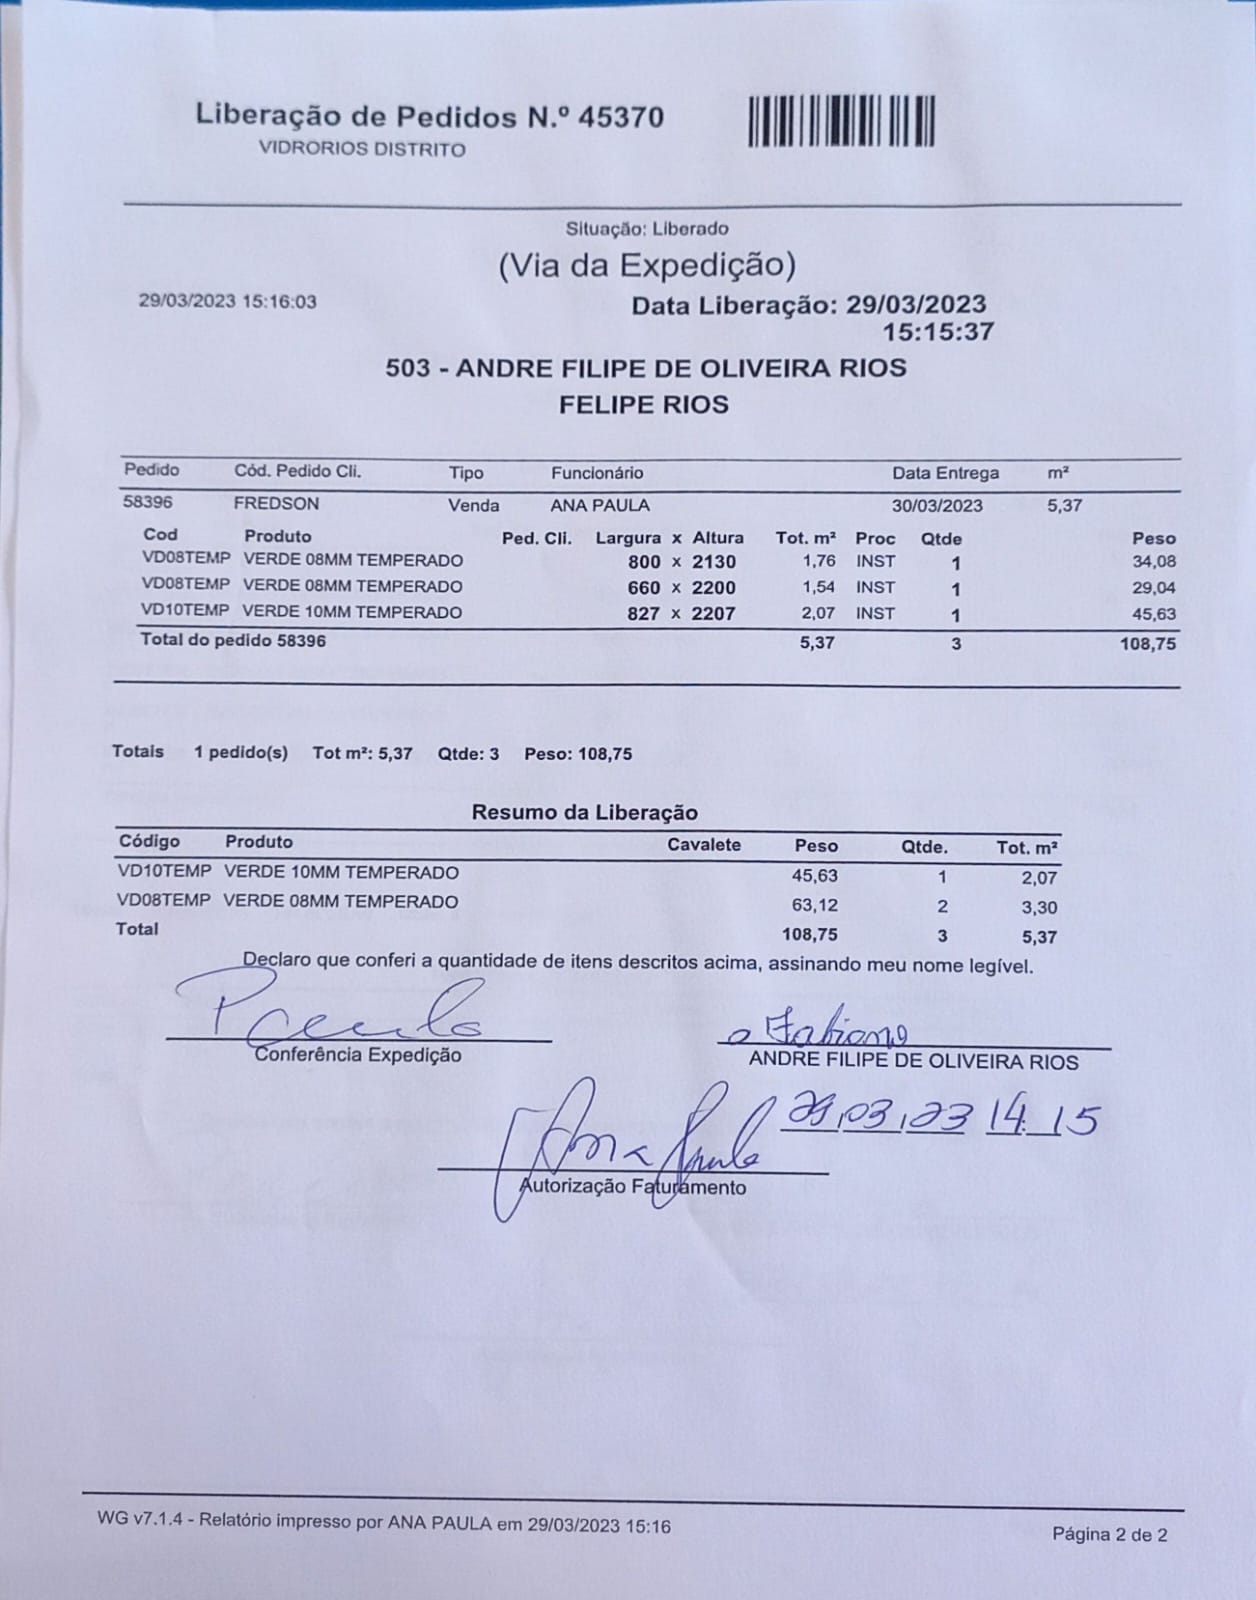 Liberação de Pedidos N.º 45370
VIDRORIOS DISTRITO
Situação: Liberado
(Via da Expedição)
29/03/2023 15:16:03
Data Liberação: 29/03/2023
15:15:37
503 - ANDRE FILIPE DE OLIVEIRA RIOS
FELIPE RIOS
Pedido Cód. Pedido Cli. Tipo Funcionário Data Entrega m²
58396 FREDSON Venda ANA PAULA 30/03/2023 5,37
Cod Produto Ped. Cli. Largura x Altura Tot. m² Proc Qtde Peso
VD08TEMP VERDE 08MM TEMPERADO 800 x 2130 1,76 INST 1 34,08
VD08TEMP VERDE 08MM TEMPERADO 660 x 2200 1,54 INST 1 29,04
VD10TEMP VERDE 10MM TEMPERADO 827 x 2207 2,07 INST 1 45,63
Total do pedido 58396 5,37 3 108,75
Totais 1 pedido(s) Tot m²: 5,37 Qtde: 3 Peso: 108,75
Resumo da Liberação
Código Produto Cavalete Peso Qtde. Tot. m²
VD10TEMP VERDE 10MM TEMPERADO 45,63 1 2,07
VD08TEMP VERDE 08MM TEMPERADO 63,12 2 3,30
Total 108,75 3 5,37
Declaro que conferi a quantidade de itens descritos acima, assinando meu nome legível.
Fabiano
Conferência Expedição
ANDRE FILIPE DE OLIVEIRA RIOS
29,03,23 14:15
Ana Paula
Autorização Faturamento
WG v7.1.4 - Relatório impresso por ANA PAULA em 29/03/2023 15:16
Página 2 de 2